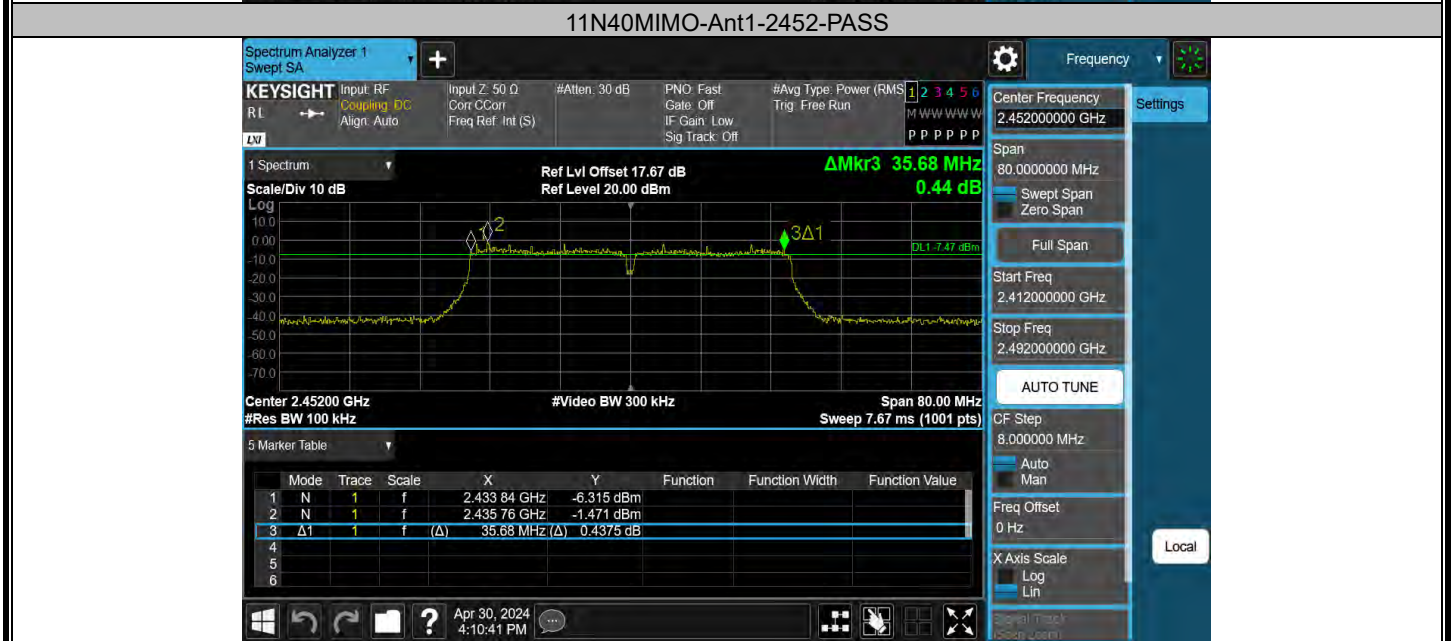 11N40MIMO-Ant1-2452-PASS
Spectrum Analyzer 1
Swept SA
+
Frequency
KEYSIGHT
RL
LXI
Input: RF
Coupling: DC
Align: Auto
Input Z: 50 Ω
Corr CCorr
Freq Ref: Int (S)
#Atten: 30 dB
PNO: Fast
Gate: Off
IF Gain: Low
Sig Track: Off
#Avg Type: Power (RMS
Trig: Free Run
1 2 3 4 5 6
M W W W W W
P P P P P P
1 Spectrum
Scale/Div 10 dB
Ref Lvl Offset 17.67 dB
Ref Level 20.00 dBm
ΔMkr3 35.68 MHz
0.44 dB
Log
10.0
0.00
-10.0
-20.0
-30.0
-40.0
-50.0
-60.0
-70.0
1
2
3Δ1
DL1 -7.47 dBm
Center 2.45200 GHz
#Video BW 300 kHz
Span 80.00 MHz
#Res BW 100 kHz
Sweep 7.67 ms (1001 pts)
5 Marker Table
Mode Trace Scale X Y Function Function Width Function Value
1 N 1 f 2.433 84 GHz -6.315 dBm
2 N 1 f 2.435 76 GHz -1.471 dBm
3 Δ1 1 f (Δ) 35.68 MHz (Δ) 0.4375 dB
4
5
6
?
Apr 30, 2024
4:10:41 PM
Center Frequency
2.452000000 GHz
Settings
Span
80.0000000 MHz
Swept Span
Zero Span
Full Span
Start Freq
2.412000000 GHz
Stop Freq
2.492000000 GHz
AUTO TUNE
CF Step
8.000000 MHz
Auto
Man
Freq Offset
0 Hz
X Axis Scale
Log
Lin
Local